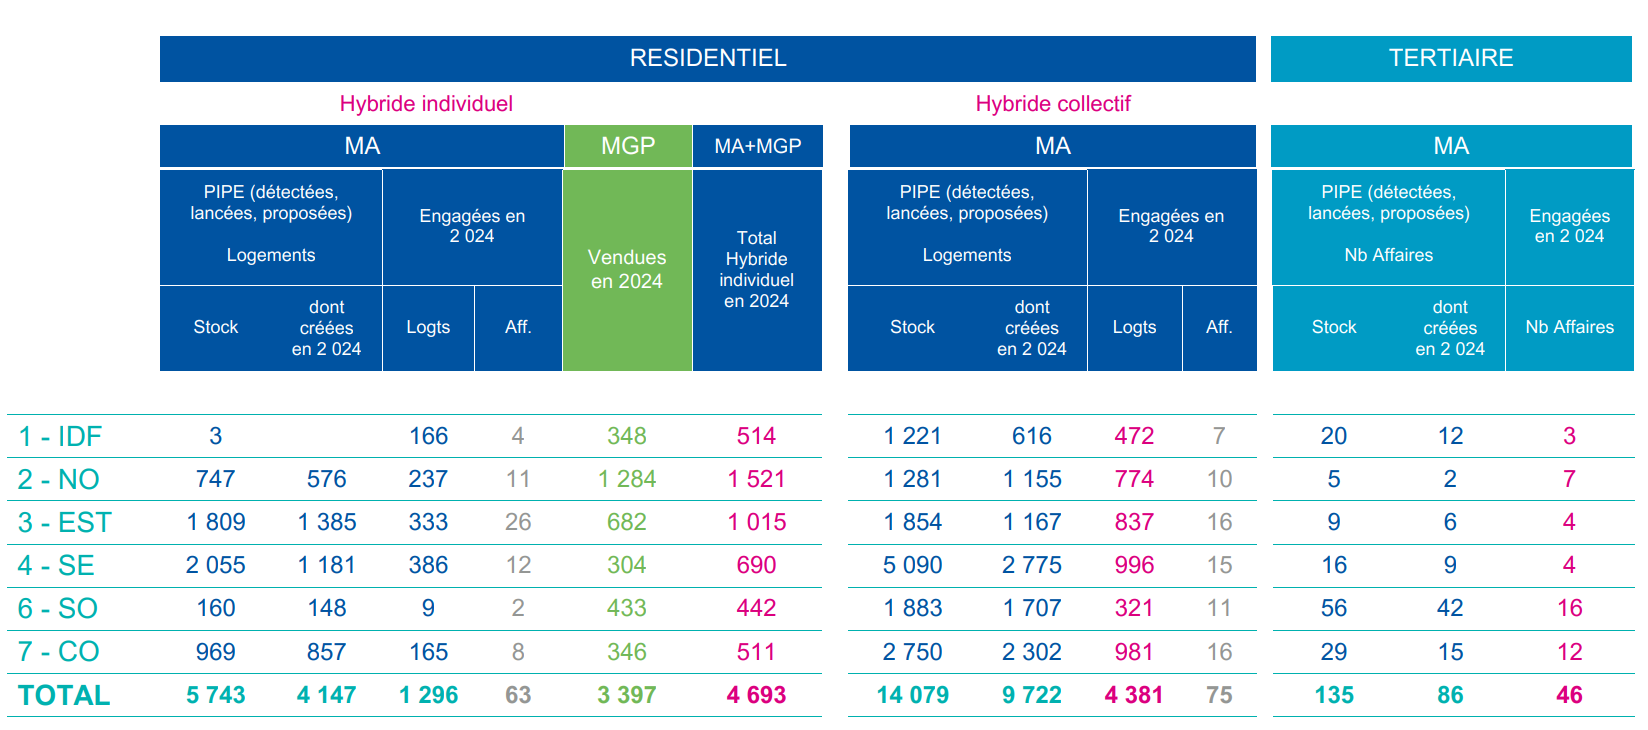 RESIDENTIEL TERTIAIRE
Hybride individuel Hybride collectif
MA MGP MA+MGP MA MA
PIPE (détectées, lancées, proposées)
Logements
Engagées en
2 024
Vendues
en 2024
Total
Hybride
individuel
en 2024
PIPE (détectées,
lancées, proposées)
Logements
Engagées en
2 024
PIPE (détectées,
lancées, proposées)
Nb Affaires
Engagées
en 2 024
Stock
dont
créées
en 2 024
Logts
Aff.
Stock
dont
créées
en 2 024
Logts
Aff.
Stock
dont
créées
en 2 024
Nb Affaires
1 - IDF 3 166 4 348 514 1 221 616 472 7 20 12 3
2 - NO 747 576 237 11 1 284 1 521 1 281 1 155 774 10 5 2 7
3 - EST 1 809 1 385 333 26 682 1 015 1 854 1 167 837 16 9 6 4
4 - SE 2 055 1 181 386 12 304 690 5 090 2 775 996 15 16 9 4
6 - SO 160 148 9 2 433 442 1 883 1 707 321 11 56 42 16
7 - CO 969 857 165 8 346 511 2 750 2 302 981 16 29 15 12
TOTAL 5 743 4 147 1 296 63 3 397 4 693 14 079 9 722 4 381 75 135 86 46